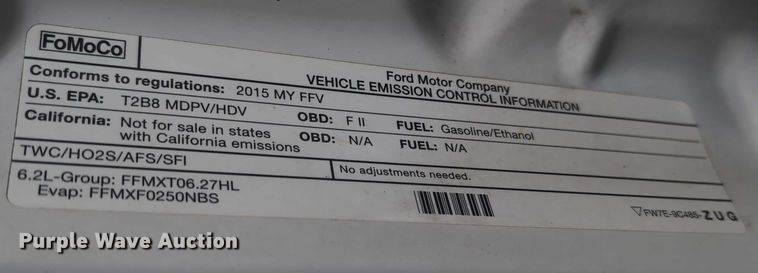 FoMoCo
Ford Motor Company
VEHICLE EMISSION CONTROL INFORMATION
Conforms to regulations: 2015 MY FFV
U.S. EPA: T2B8 MDPV/HDV OBD: F II FUEL: Gasoline/Ethanol
California: Not for sale in states with California emissions OBD: N/A FUEL: N/A
TWC/HO2S/AFS/SFI
No adjustments needed.
6.2L-Group: FFMXT06.27HL
Evap: FFMXF0250NBS
FW7E-9C485-ZUG
Purple Wave Auction